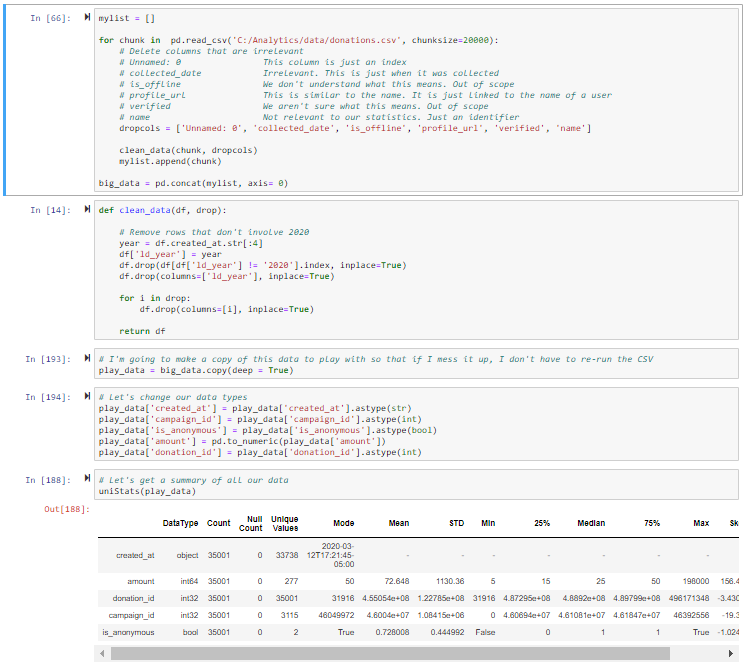 In [66]:
mylist = []
for chunk in  pd.read_csv('C:/Analytics/data/donations.csv', chunksize=20000):
# Delete columns that are irrelevant
# Unnamed: 0                This column is just an index
# collected_date            Irrelevant. This is just when it was collected
# is_offline                We don't understand what this means. Out of scope
# profile_url               This is similar to the name. It is just linked to the name of a user
# verified                  We aren't sure what this means. Out of scope
# name                      Not relevant to our statistics. Just an identifier
dropcols = ['Unnamed: 0', 'collected_date', 'is_offline', 'profile_url', 'verified', 'name']
clean_data(chunk, dropcols)
mylist.append(chunk)
big_data = pd.concat(mylist, axis= 0)
In [14]:
def clean_data(df, drop):
# Remove rows that don't involve 2020
year = df.created_at.str[:4]
df['ld_year'] = year
df.drop(df[df['ld_year'] != '2020'].index, inplace=True)
df.drop(columns=['ld_year'], inplace=True)
for i in drop:
df.drop(columns=[i], inplace=True)
return df
In [193]:
# I'm going to make a copy of this data to play with so that if I mess it up, I don't have to re-run the CSV
play_data = big_data.copy(deep = True)
In [194]:
# Let's change our data types
play_data['created_at'] = play_data['created_at'].astype(str)
play_data['campaign_id'] = play_data['campaign_id'].astype(int)
play_data['is_anonymous'] = play_data['is_anonymous'].astype(bool)
play_data['amount'] = pd.to_numeric(play_data['amount'])
play_data['donation_id'] = play_data['donation_id'].astype(int)
In [188]:
# Let's get a summary of all our data
uniStats(play_data)
Out[188]:
DataType Count Null Count Unique Values Mode Mean STD Min 25% Median 75% Max Sk
created_at object 35001 0 33738 2020-03-12T17:21:45-05:00 - - - - - - -
amount int64 35001 0 277 50 72.648 1130.36 5 15 25 50 198000 156.4
donation_id int32 35001 0 35001 31916 4.55054e+08 1.22785e+08 31916 4.87295e+08 4.8892e+08 4.89799e+08 496171348 -3.430
campaign_id int32 35001 0 3115 46049972 4.6004e+07 1.08415e+06 0 4.60694e+07 4.61081e+07 4.61847e+07 46392556 -19.3
is_anonymous bool 35001 0 2 True 0.728008 0.444992 False 0 1 1 True -1.024